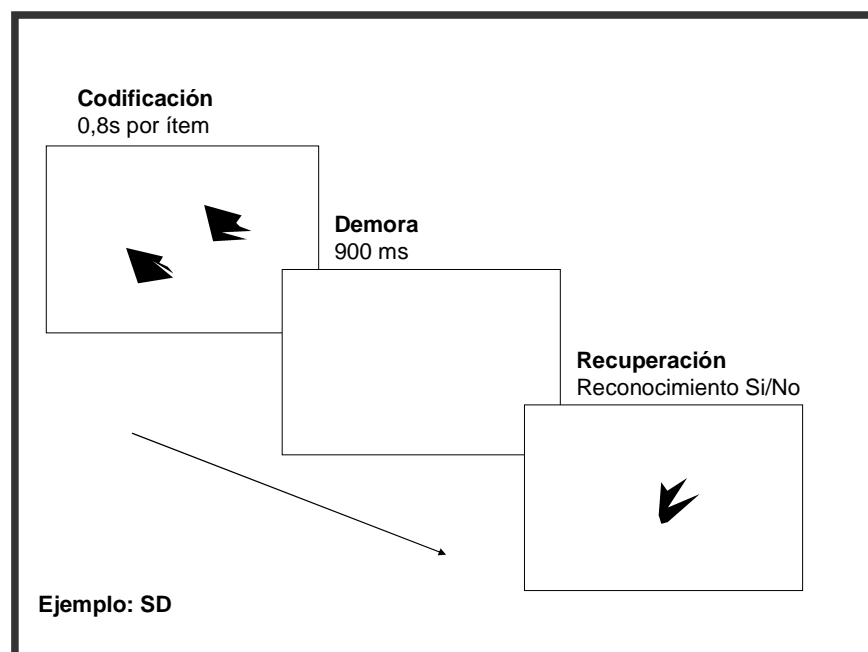 Codificación
0,8s por ítem
Demora
900 ms
Recuperación
Reconocimiento Si/No
Ejemplo: SD